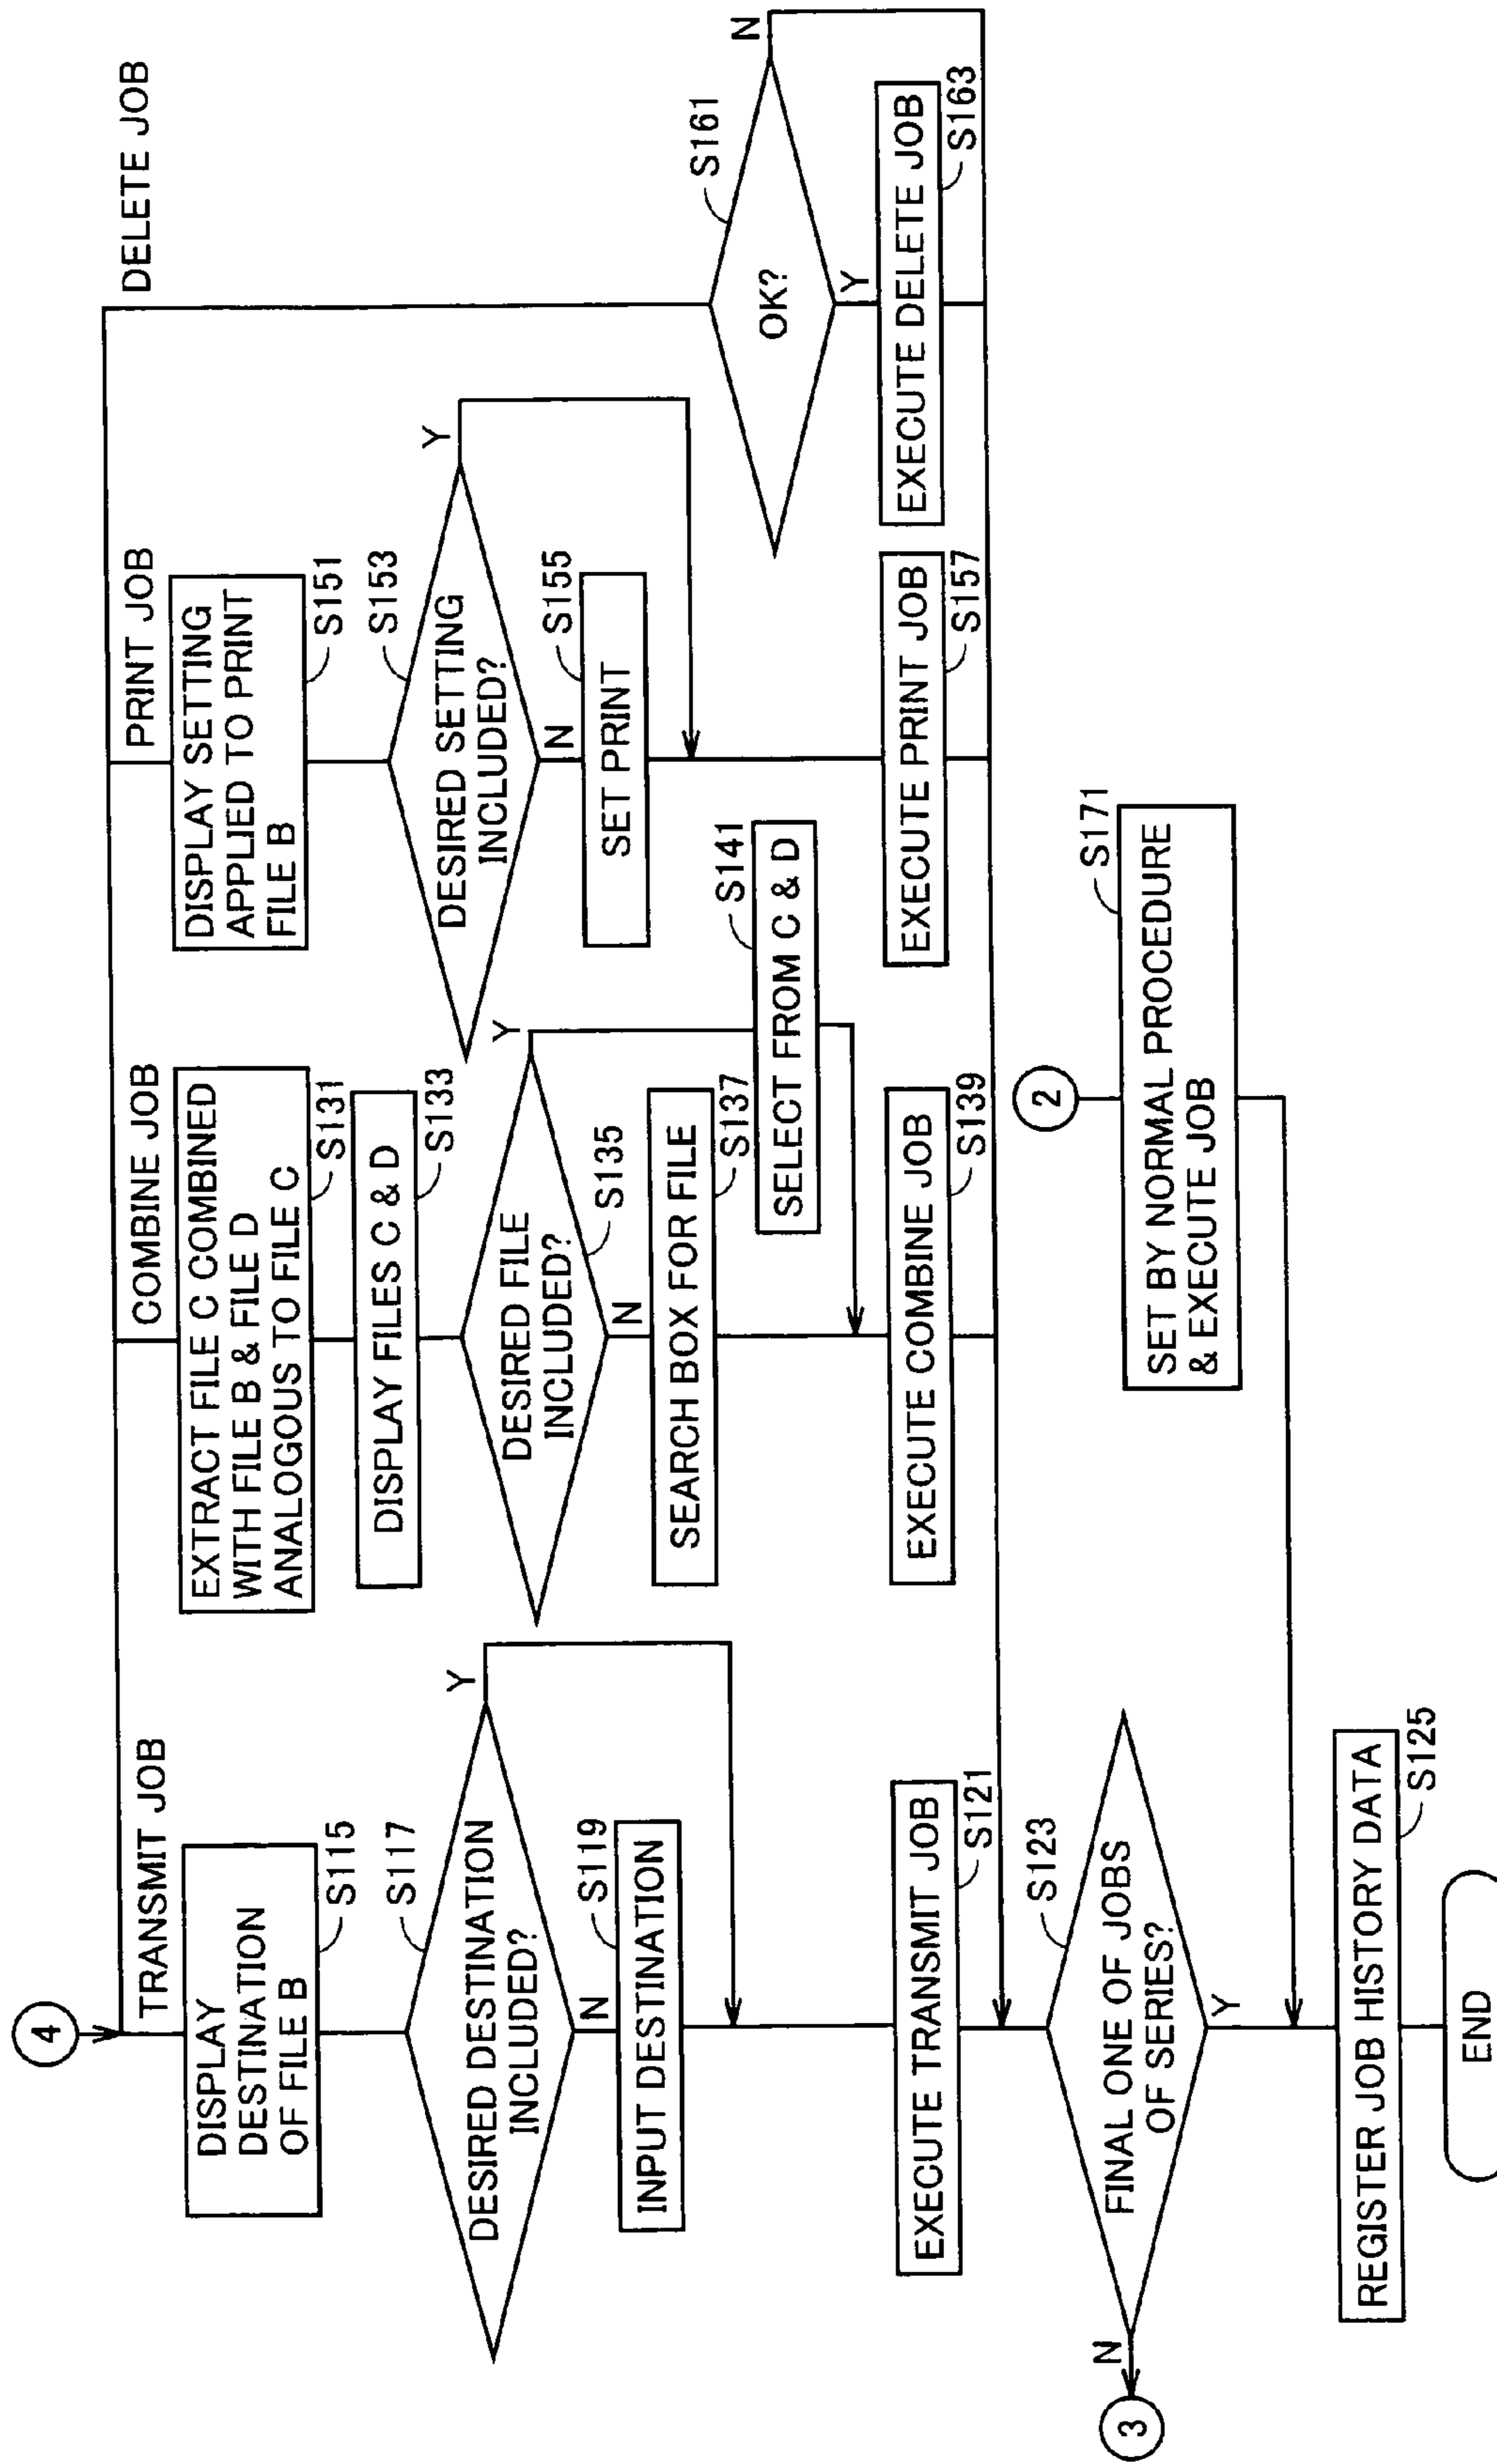 4
TRANSMIT JOB
DISPLAY
DESTINATION
OF FILE B
S115
DESIRED DESTINATION
INCLUDED?
S117
Y
N
INPUT DESTINATION
S119
EXECUTE TRANSMIT JOB
S121
COMBINE JOB
EXTRACT FILE C COMBINED
WITH FILE B & FILE D
ANALOGOUS TO FILE C
S131
DISPLAY FILES C & D
S133
DESIRED FILE
INCLUDED?
S135
Y
N
SEARCH BOX FOR FILE
S137
SELECT FROM C & D
S141
EXECUTE COMBINE JOB
S139
PRINT JOB
DISPLAY SETTING
APPLIED TO PRINT
FILE B
S151
DESIRED SETTING
INCLUDED?
S153
Y
N
SET PRINT
S155
EXECUTE PRINT JOB
S157
DELETE JOB
OK?
S161
N
Y
EXECUTE DELETE JOB
S163
FINAL ONE OF JOBS
OF SERIES?
S123
N
3
Y
2
SET BY NORMAL PROCEDURE
& EXECUTE JOB
S171
REGISTER JOB HISTORY DATA
S125
END